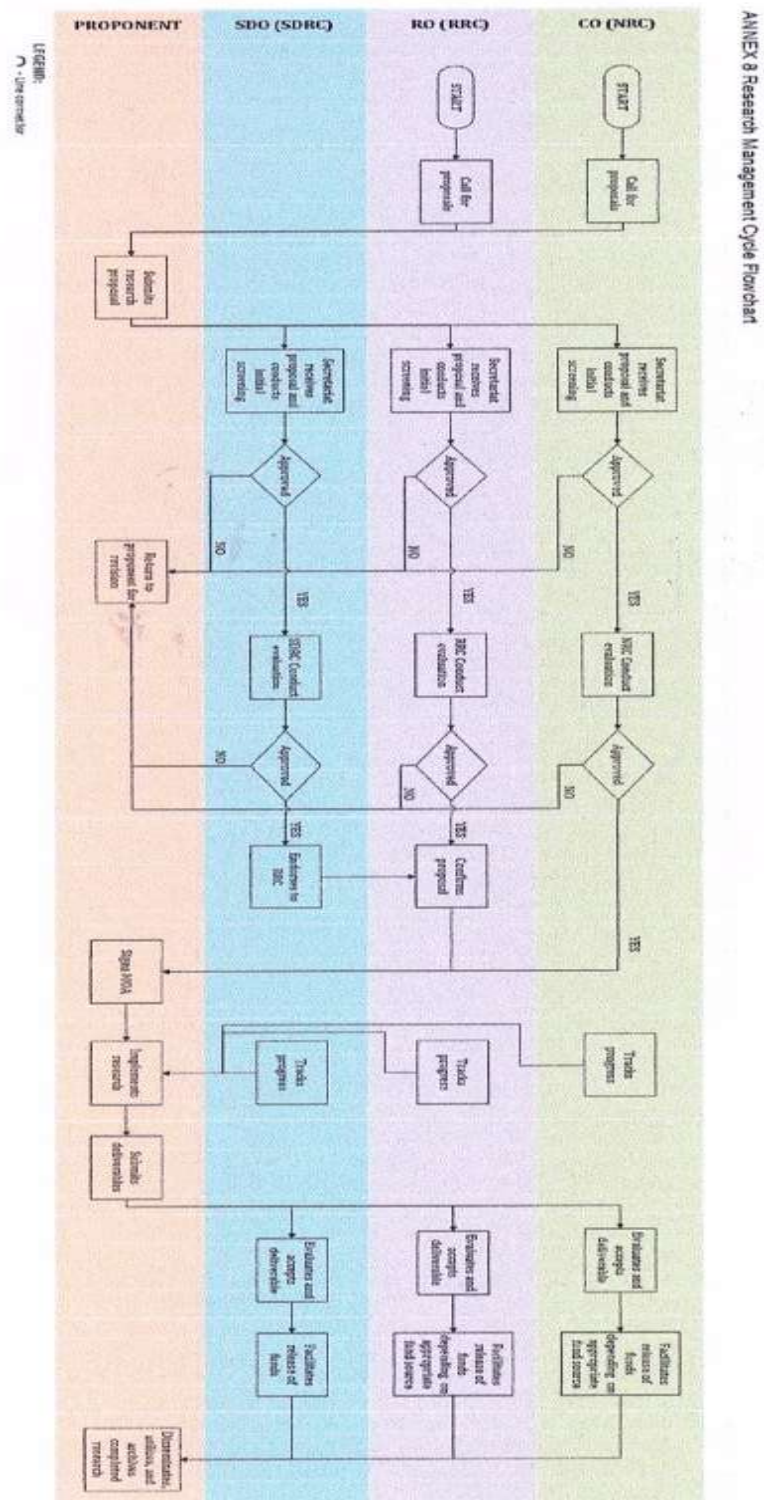 ANNEX 8 Research Management Cycle Flowchart
CO (NRC)
START
Call for
proposals
Secretariat
receives
proposal and
conducts
initial
screening
Approved
NO
YES
NRC Conduct
evaluation
Approved
NO
YES
Tracks
progress
Evaluates and
accepts
deliverable
Facilitates
release of
funds
depending on
appropriate
fund source
RO (RRC)
START
Call for
proposals
Secretariat
receives
proposal and
conducts
initial
screening
Approved
NO
YES
RRC Conduct
evaluation
Approved
NO
YES
Confirms
proposal
Tracks
progress
Evaluates and
accepts
deliverable
Facilitates
release of
funds
depending on
appropriate
fund source
SDO (SDRC)
Secretariat
receives
proposal and
conducts
initial
screening
Approved
NO
YES
SDRC Conduct
evaluation
Approved
NO
YES
Endorses to
RRC
Tracks
progress
Evaluates and
accepts
deliverable
Facilitates
release of
funds
PROPONENT
Submits
research
proposal
Return to
proponent for
revision
Signs MOA
Implements
research
Submits
deliverables
Disseminates,
utilizes, and
archives
completed
research
LEGEND:
- Line connector